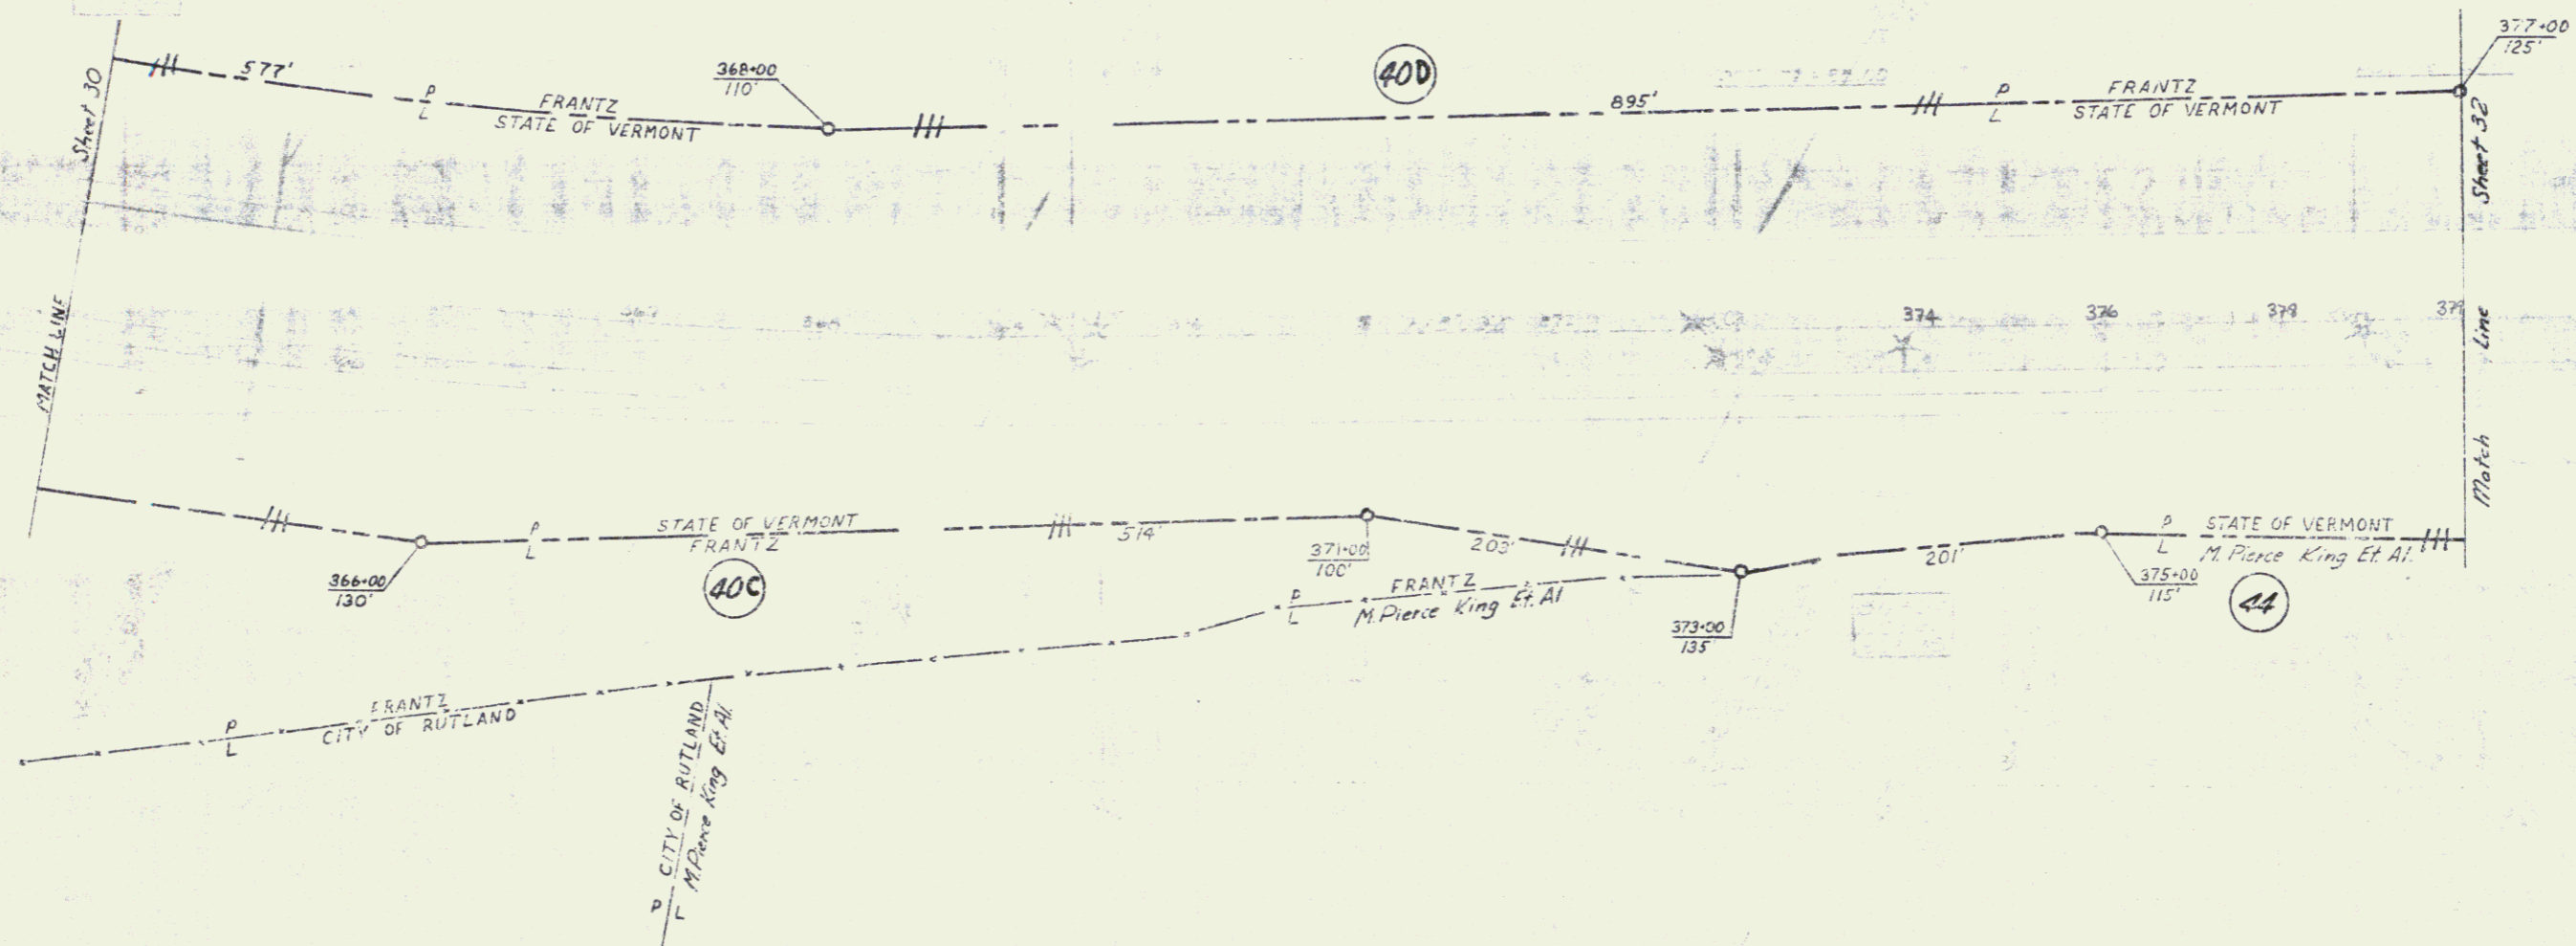 377+00
125'
Sheet 30
577'
P
L
FRANTZ
STATE OF VERMONT
368+00
110'
40D
895'
P
L
FRANTZ
STATE OF VERMONT
Sheet 32
MATCH LINE
374
376
378
379
Match Line
366+00
130'
P
L
STATE OF VERMONT
FRANTZ
40C
514'
371+00
100'
203'
P
L
FRANTZ
M. Pierce King Et. Al
373+00
135'
201'
375+00
115'
P
L
STATE OF VERMONT
M. Pierce King Et. Al.
44
P
L
FRANTZ
CITY OF RUTLAND
P
L
CITY OF RUTLAND
M. Pierce King Et. Al.